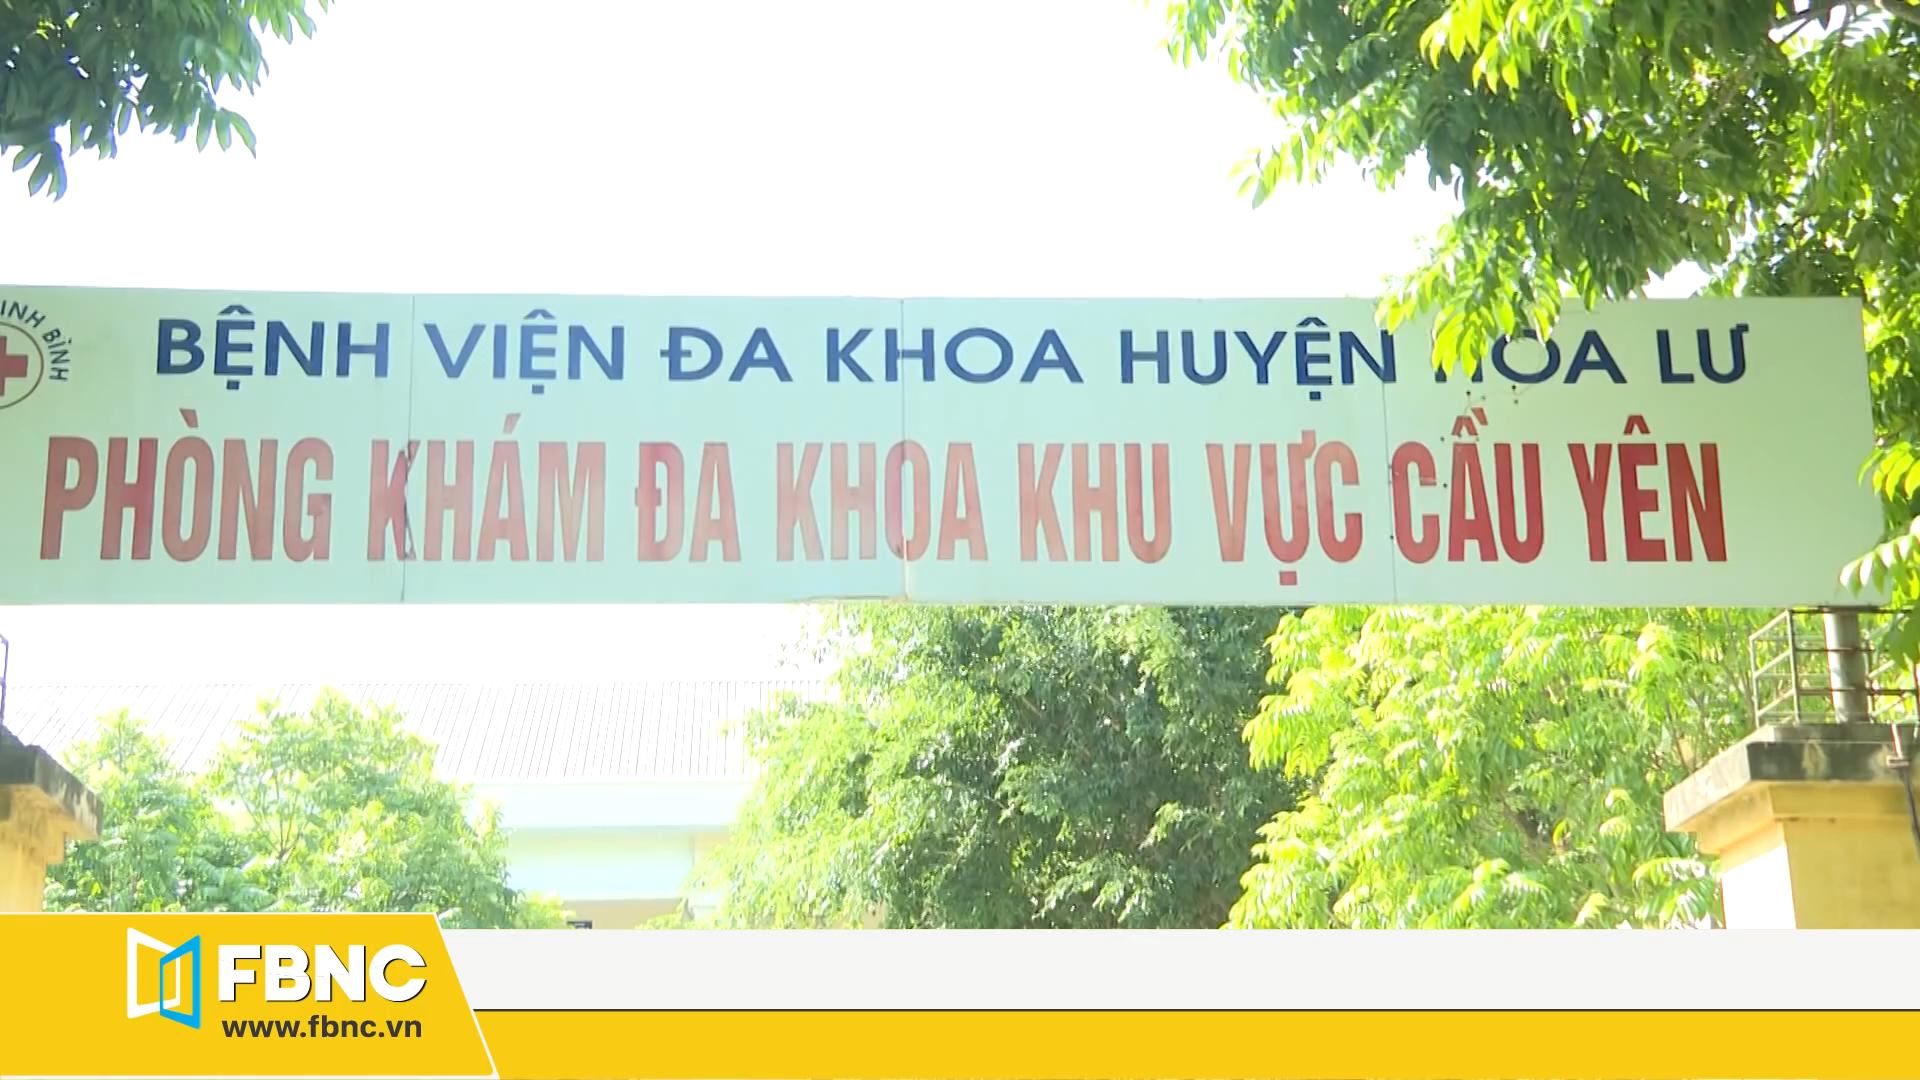 INH BÌNH
BỆNH VIỆN ĐA KHOA HUYỆN HOA LƯ
PHÒNG KHÁM ĐA KHOA KHU VỰC CẦU YÊN
FBNC
www.fbnc.vn